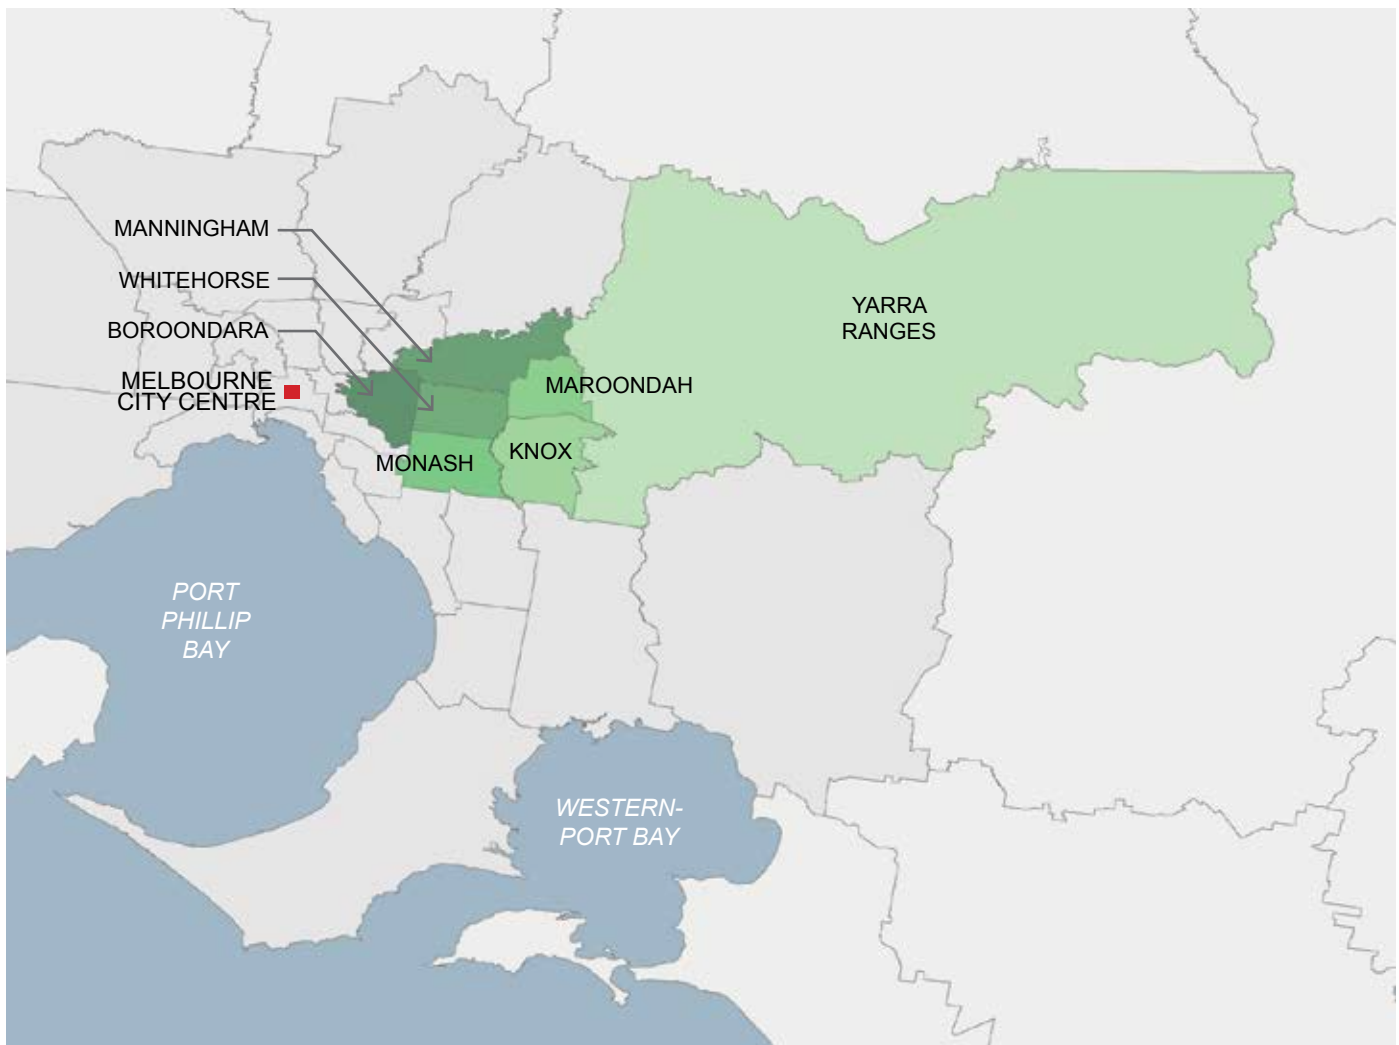 MANNINGHAM
WHITEHORSE
BOROONDARA
MELBOURNE
CITY CENTRE
YARRA
RANGES
MAROONDAH
KNOX
MONASH
PORT
PHILLIP
BAY
WESTERN-
PORT BAY